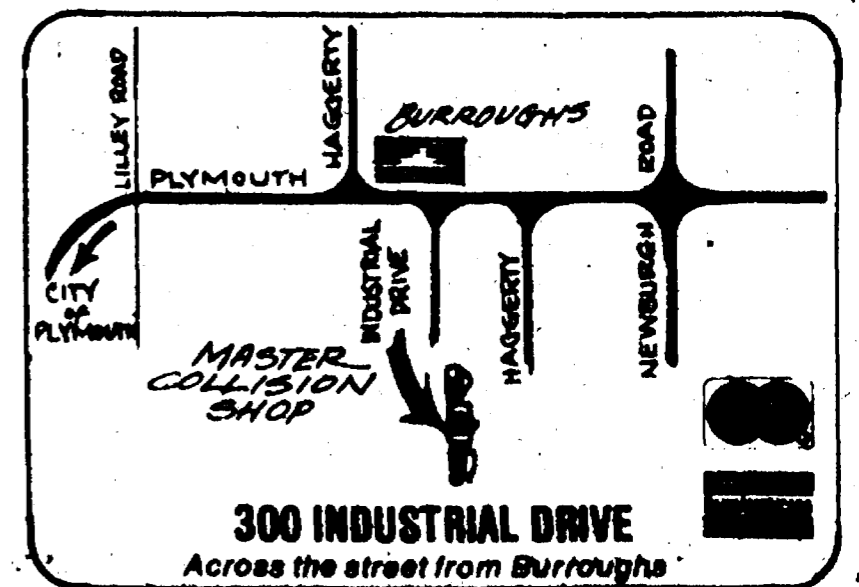 LILLEY ROAD
HAGGERTY
BURROUGHS
ROAD
PLYMOUTH
CITY
of
PLYMOUTH
INDUSTRIAL
DRIVE
HAGGERTY
NEWBURGH
MASTER
COLLISION
SHOP
300 INDUSTRIAL DRIVE
Across the street from Burroughs